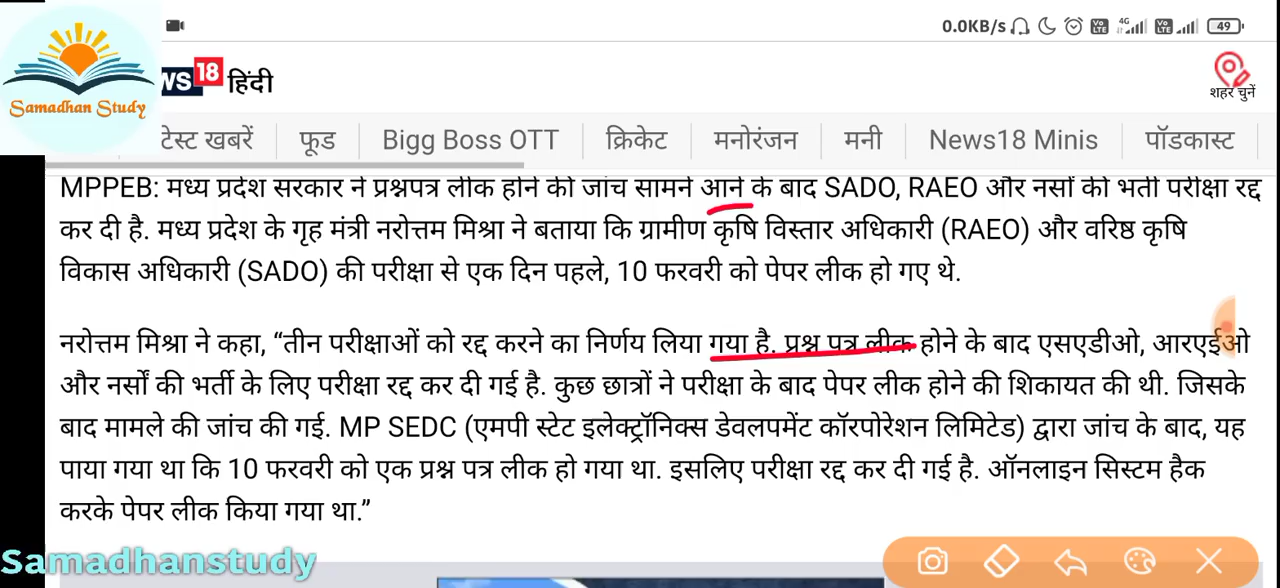 0.0KB/s 4G 49
WS 18 हिंदी
Samadhan Study
शहर चुनें
टेस्ट खबरें फूड Bigg Boss OTT क्रिकेट मनोरंजन मनी News18 Minis पॉडकास्ट
MPPEB: मध्य प्रदेश सरकार ने प्रश्नपत्र लीक होने की जांच सामने आने के बाद SADO, RAEO और नर्सों की भर्ती परीक्षा रद्द
कर दी है. मध्य प्रदेश के गृह मंत्री नरोत्तम मिश्रा ने बताया कि ग्रामीण कृषि विस्तार अधिकारी (RAEO) और वरिष्ठ कृषि
विकास अधिकारी (SADO) की परीक्षा से एक दिन पहले, 10 फरवरी को पेपर लीक हो गए थे.
नरोत्तम मिश्रा ने कहा, “तीन परीक्षाओं को रद्द करने का निर्णय लिया गया है. प्रश्न पत्र लीक होने के बाद एसएडीओ, आरएईओ
और नर्सों की भर्ती के लिए परीक्षा रद्द कर दी गई है. कुछ छात्रों ने परीक्षा के बाद पेपर लीक होने की शिकायत की थी. जिसके
बाद मामले की जांच की गई. MP SEDC (एमपी स्टेट इलेक्ट्रॉनिक्स डेवलपमेंट कॉरपोरेशन लिमिटेड) द्वारा जांच के बाद, यह
पाया गया था कि 10 फरवरी को एक प्रश्न पत्र लीक हो गया था. इसलिए परीक्षा रद्द कर दी गई है. ऑनलाइन सिस्टम हैक
करके पेपर लीक किया गया था.”
Samadhanstudy